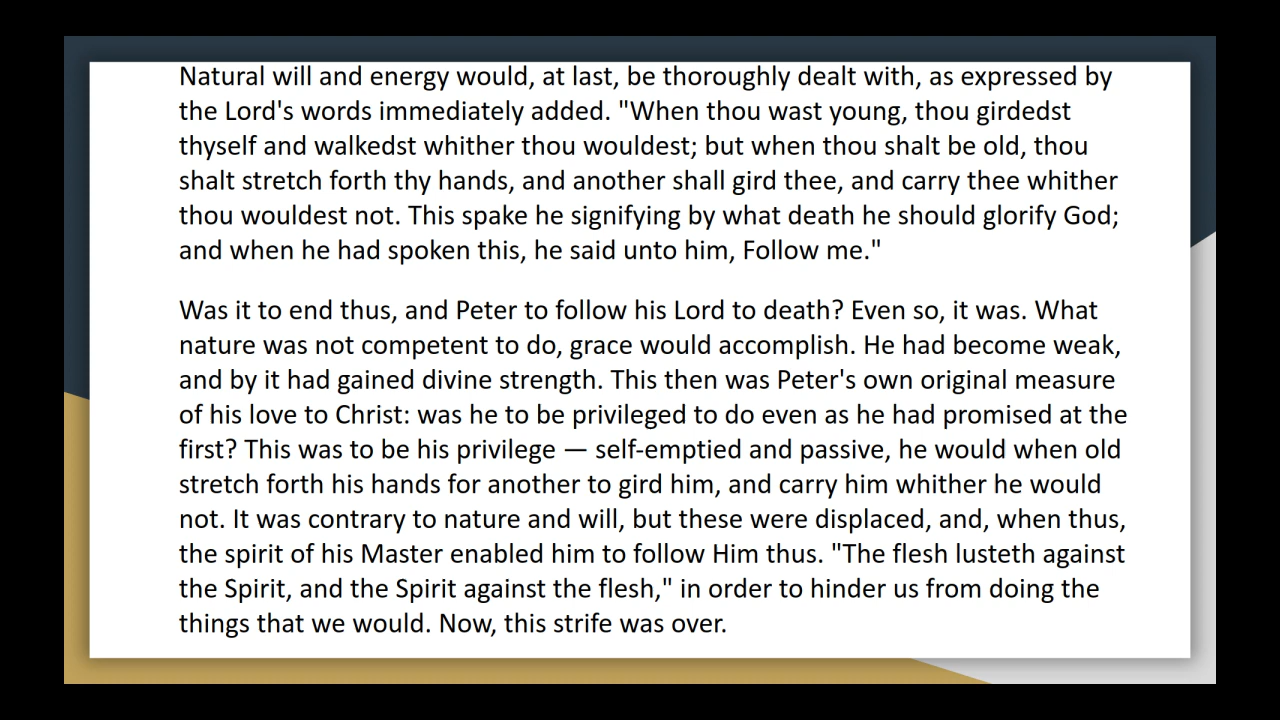 Natural will and energy would, at last, be thoroughly dealt with, as expressed by
the Lord's words immediately added. "When thou wast young, thou girdedst
thyself and walkedst whither thou wouldest; but when thou shalt be old, thou
shalt stretch forth thy hands, and another shall gird thee, and carry thee whither
thou wouldest not. This spake he signifying by what death he should glorify God;
and when he had spoken this, he said unto him, Follow me."
Was it to end thus, and Peter to follow his Lord to death? Even so, it was. What
nature was not competent to do, grace would accomplish. He had become weak,
and by it had gained divine strength. This then was Peter's own original measure
of his love to Christ: was he to be privileged to do even as he had promised at the
first? This was to be his privilege — self-emptied and passive, he would when old
stretch forth his hands for another to gird him, and carry him whither he would
not. It was contrary to nature and will, but these were displaced, and, when thus,
the spirit of his Master enabled him to follow Him thus. "The flesh lusteth against
the Spirit, and the Spirit against the flesh," in order to hinder us from doing the
things that we would. Now, this strife was over.